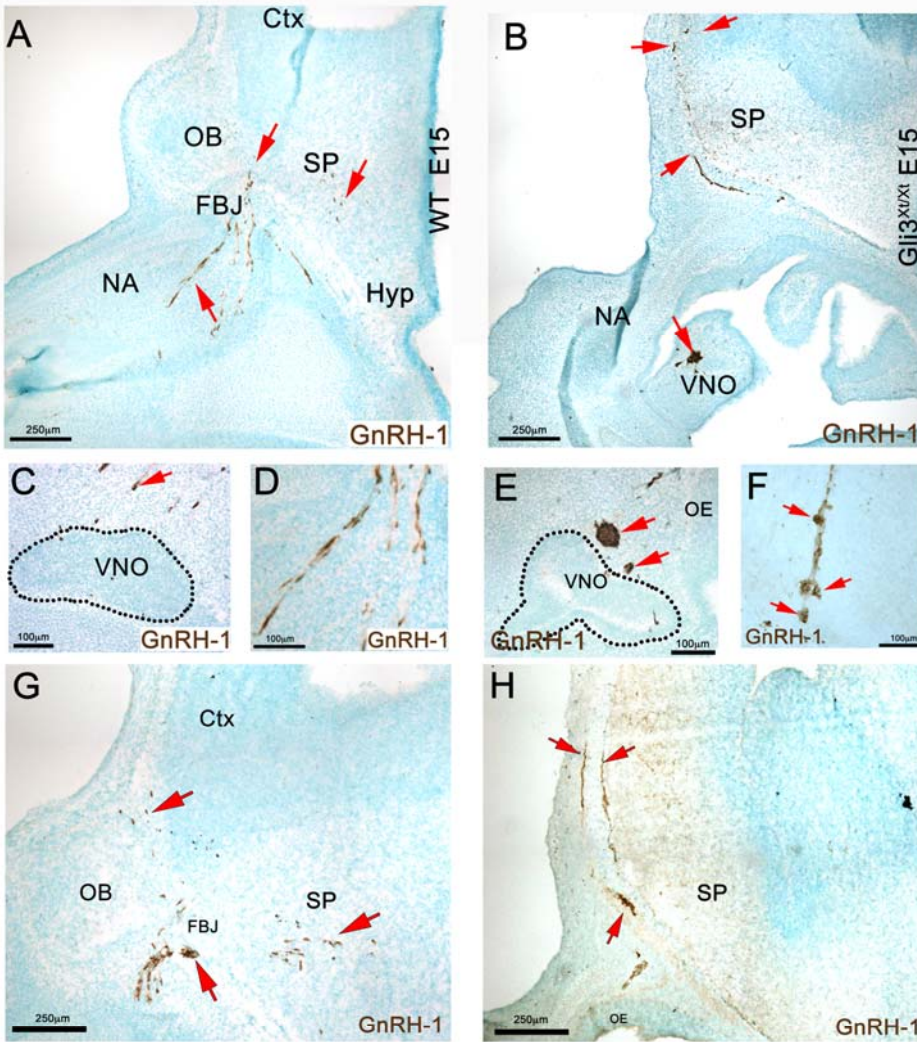 A
Ctx
OB
SP
FBJ
NA
Hyp
WT E15
250µm
GnRH-1
B
SP
NA
VNO
Gli3Xt/Xt E15
250µm
GnRH-1
C
VNO
100µm
GnRH-1
D
100µm
GnRH-1
E
OE
VNO
GnRH-1
100µm
F
GnRH-1
100µm
G
Ctx
OB
SP
FBJ
250µm
GnRH-1
H
SP
250µm
OE
GnRH-1